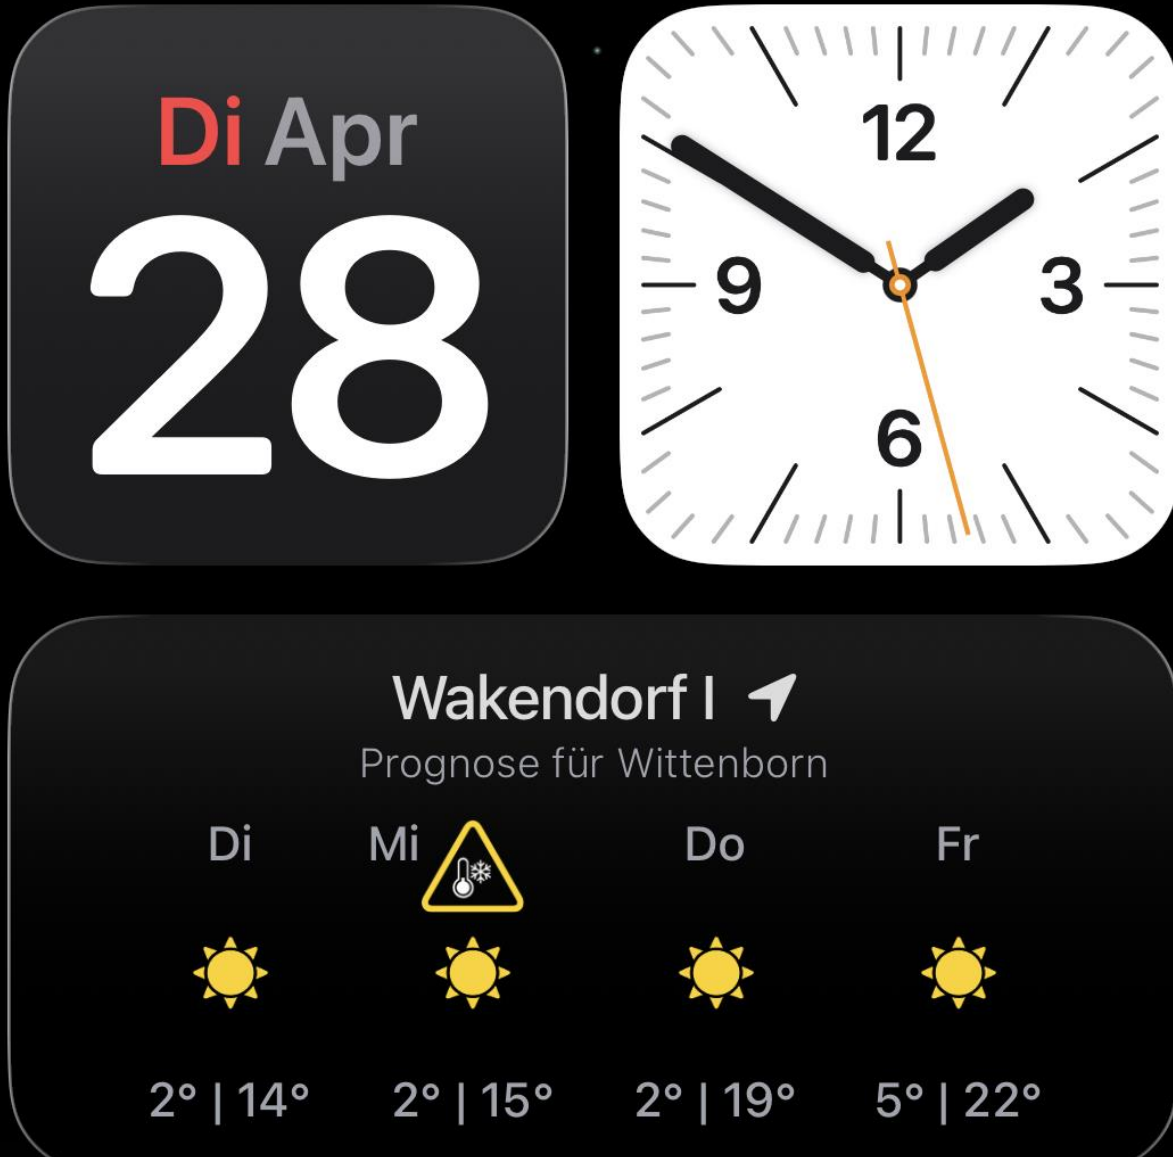 Di Apr
28
12
9 3
6
Wakendorf I
Prognose für Wittenborn
Di Mi Do Fr
2° | 14° 2° | 15° 2° | 19° 5° | 22°